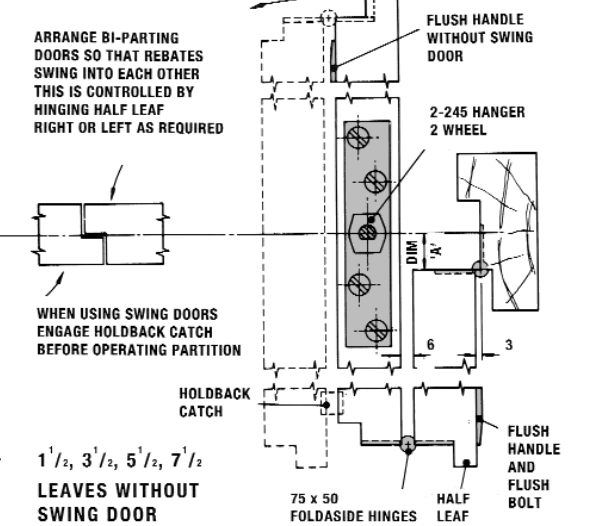 FLUSH HANDLE
WITHOUT SWING
DOOR
ARRANGE BI-PARTING
DOORS SO THAT REBATES
SWING INTO EACH OTHER
THIS IS CONTROLLED BY
HINGING HALF LEAF
RIGHT OR LEFT AS REQUIRED
2-245 HANGER
2 WHEEL
DIM
'A'
WHEN USING SWING DOORS
ENGAGE HOLDBACK CATCH
BEFORE OPERATING PARTITION
6
3
HOLDBACK
CATCH
1 1/2, 3 1/2, 5 1/2, 7 1/2
LEAVES WITHOUT
SWING DOOR
75 x 50
FOLDASIDE HINGES
HALF
LEAF
FLUSH
HANDLE
AND
FLUSH
BOLT